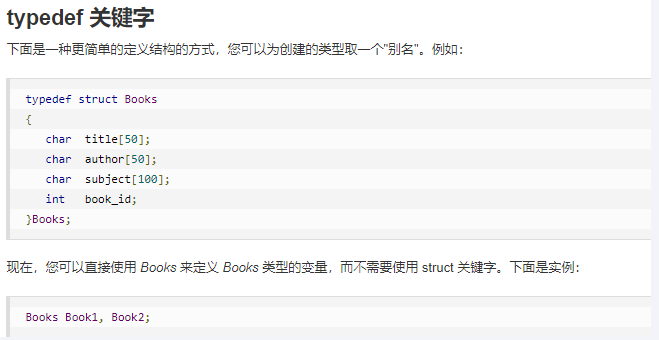 typedef 关键字
下面是一种更简单的定义结构的方式，您可以为创建的类型取一个"别名"。例如：
typedef struct Books
{
   char  title[50];
   char  author[50];
   char  subject[100];
   int   book_id;
}Books;
现在，您可以直接使用 Books 来定义 Books 类型的变量，而不需要使用 struct 关键字。下面是实例：
Books Book1, Book2;